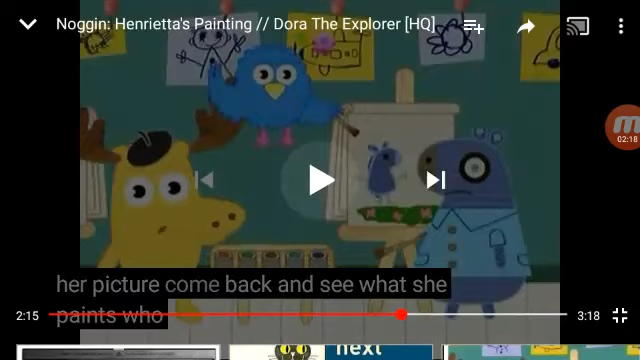 Noggin: Henrietta's Painting // Dora The Explorer [HQ]
02:18
her picture come back and see what she
paints who
2:15
3:18
next